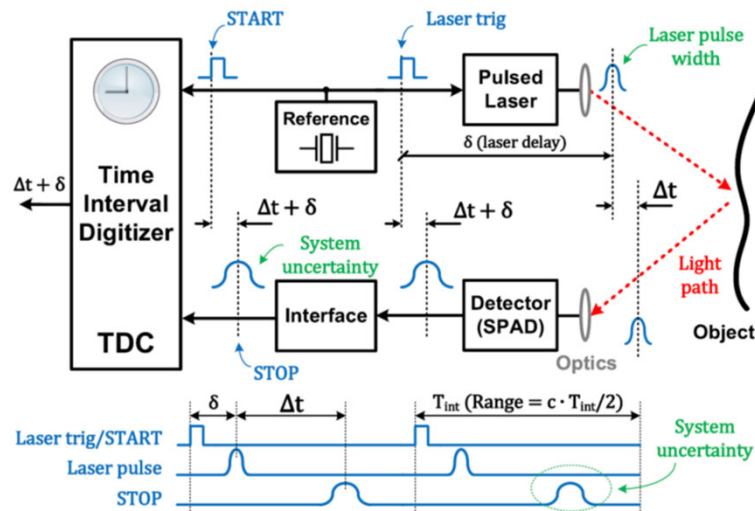 START
Laser trig
Laser pulse
width
Pulsed
Laser
Reference
δ (laser delay)
Δt + δ
Time
Interval
Digitizer
TDC
Δt + δ
Δt + δ
Δt
System
uncertainty
Light
path
Interface
Detector
(SPAD)
Optics
Object
STOP
δ
Δt
T_int (Range = c · T_int/2)
Laser trig/START
Laser pulse
STOP
System
uncertainty